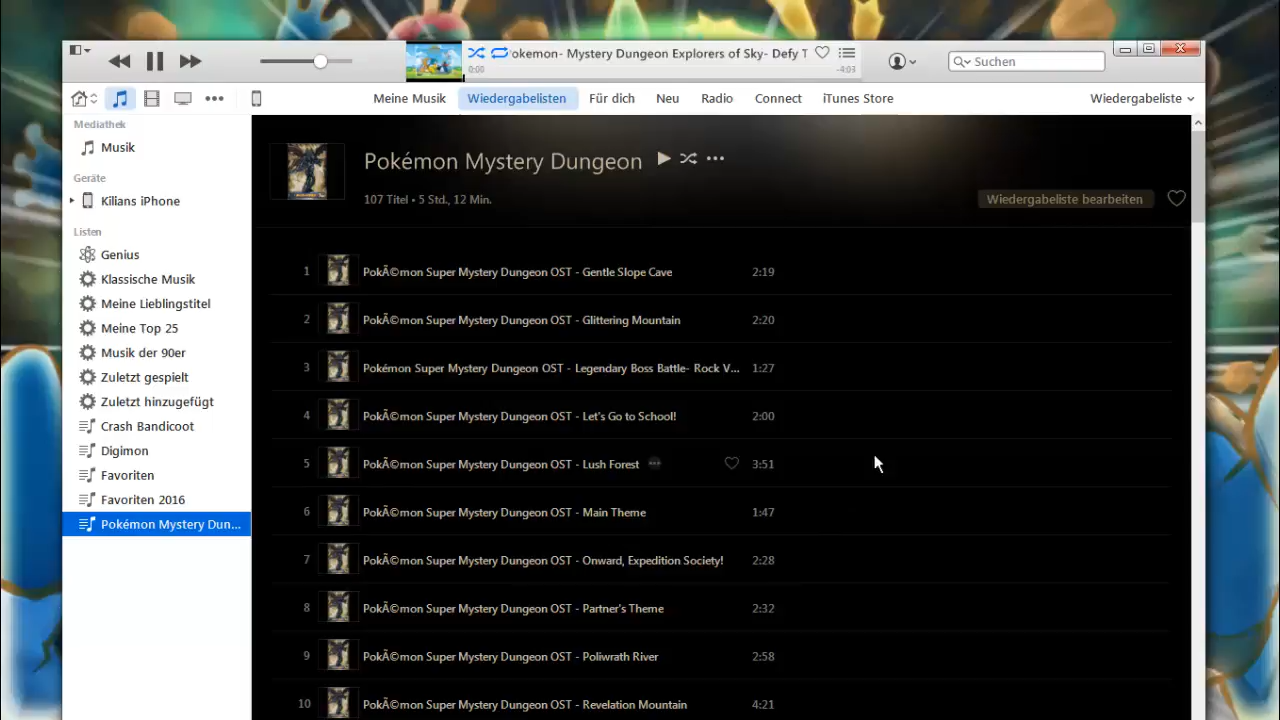 Pokemon- Mystery Dungeon Explorers of Sky- Defy T
0:00
-4:03
Suchen
Meine Musik
Wiedergabelisten
Für dich
Neu
Radio
Connect
iTunes Store
Wiedergabeliste
Mediathek
Musik
Geräte
Kilians iPhone
Listen
Genius
Klassische Musik
Meine Lieblingstitel
Meine Top 25
Musik der 90er
Zuletzt gespielt
Zuletzt hinzugefügt
Crash Bandicoot
Digimon
Favoriten
Favoriten 2016
Pokémon Mystery Dun...
Pokémon Mystery Dungeon
107 Titel • 5 Std., 12 Min.
Wiedergabeliste bearbeiten
1 PokÃ©mon Super Mystery Dungeon OST - Gentle Slope Cave 2:19
2 PokÃ©mon Super Mystery Dungeon OST - Glittering Mountain 2:20
3 Pokémon Super Mystery Dungeon OST - Legendary Boss Battle- Rock V... 1:27
4 PokÃ©mon Super Mystery Dungeon OST - Let's Go to School! 2:00
5 PokÃ©mon Super Mystery Dungeon OST - Lush Forest 3:51
6 PokÃ©mon Super Mystery Dungeon OST - Main Theme 1:47
7 PokÃ©mon Super Mystery Dungeon OST - Onward, Expedition Society! 2:28
8 PokÃ©mon Super Mystery Dungeon OST - Partner's Theme 2:32
9 PokÃ©mon Super Mystery Dungeon OST - Poliwrath River 2:58
10 PokÃ©mon Super Mystery Dungeon OST - Revelation Mountain 4:21